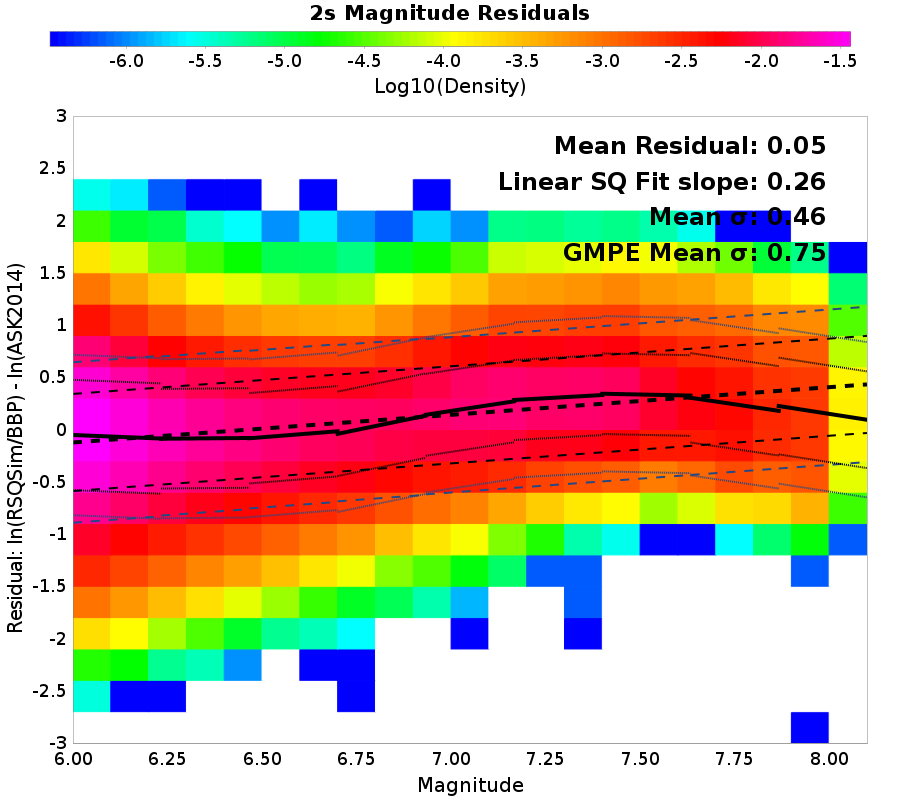 2s Magnitude Residuals
-6.0 -5.5 -5.0 -4.5 -4.0 -3.5 -3.0 -2.5 -2.0 -1.5
Log10(Density)
Mean Residual: 0.05
Linear SQ Fit slope: 0.26
Mean σ: 0.46
GMPE Mean σ: 0.75
Residual: ln(RSQSim/BBP) - ln(ASK2014)
3
2.5
2
1.5
1
0.5
0
-0.5
-1
-1.5
-2
-2.5
-3
6.00 6.25 6.50 6.75 7.00 7.25 7.50 7.75 8.00
Magnitude